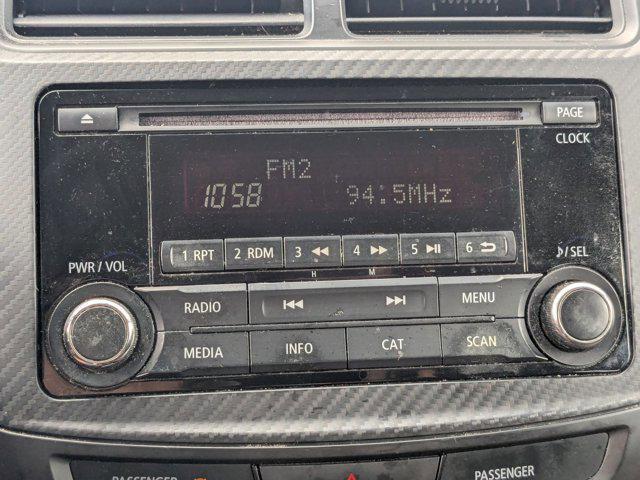 PAGE
CLOCK
FM2
1058 94.5MHz
1 RPT 2 RDM 3 4 5 6
H M
PWR / VOL
/ SEL
RADIO MENU
MEDIA INFO CAT SCAN
PASSENGER PASSENGER